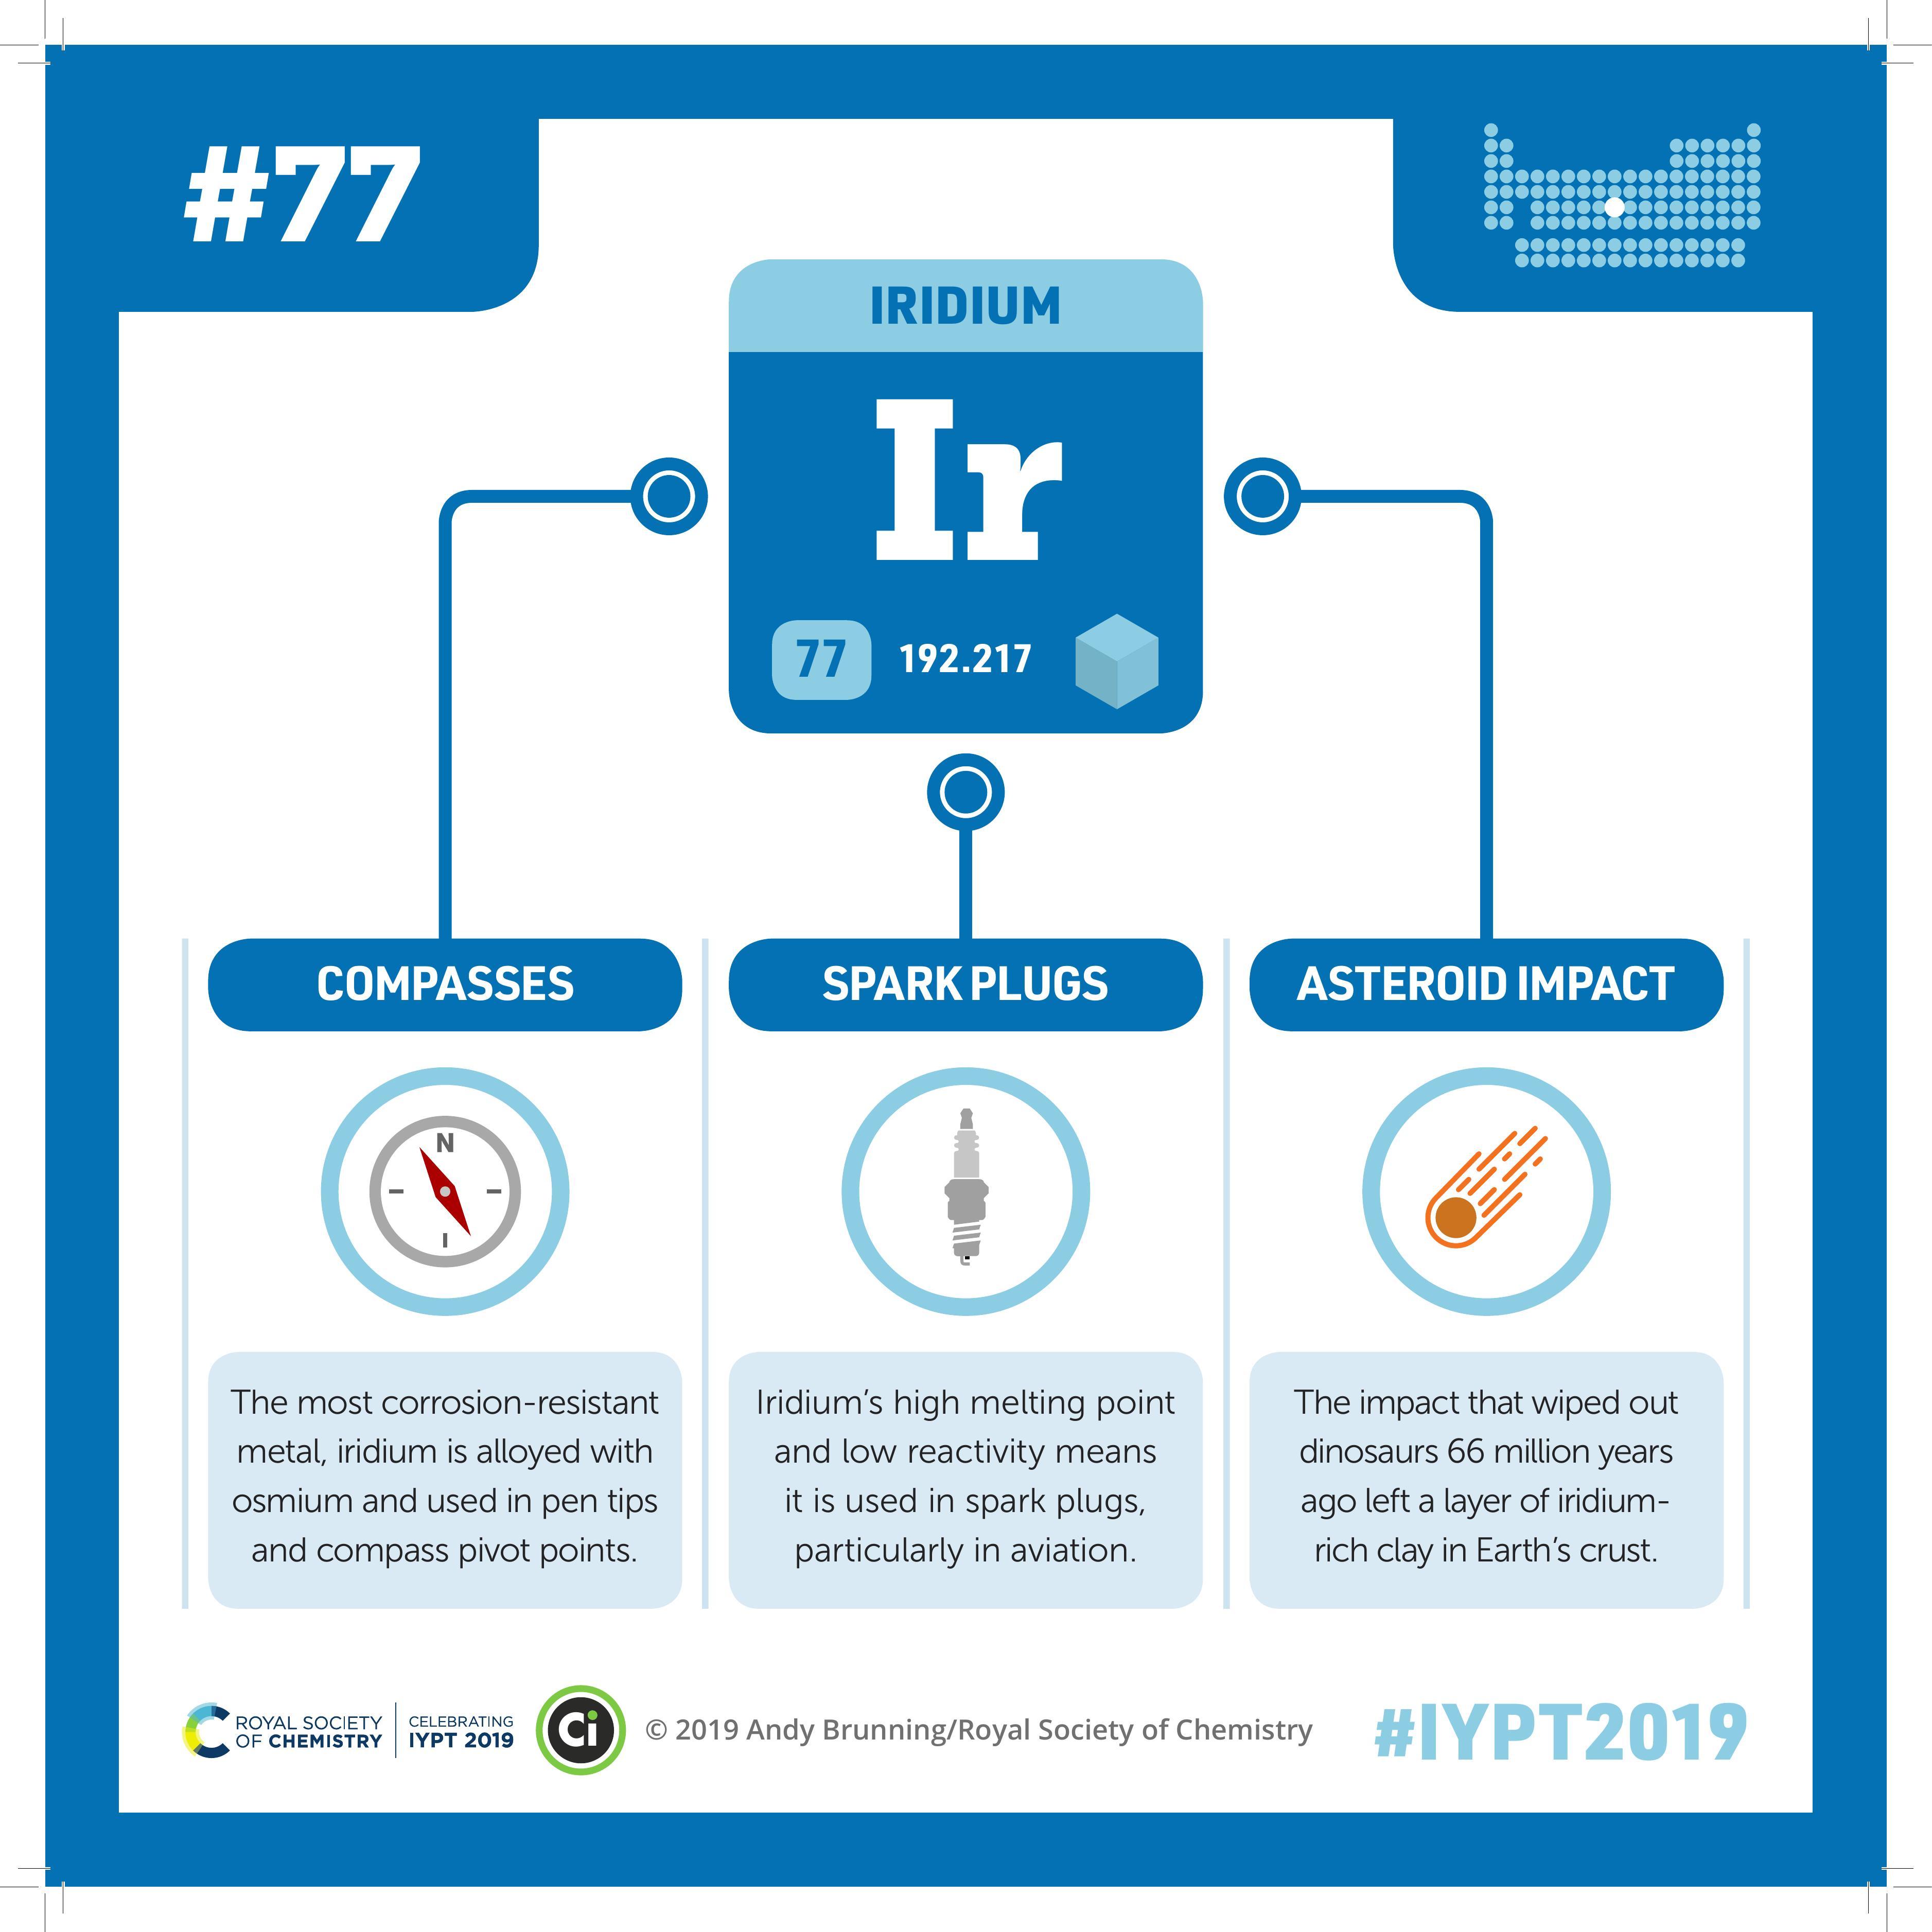 #77
IRIDIUM
Ir
77
192.217
COMPASSES
N
The most corrosion-resistant
metal, iridium is alloyed with
osmium and used in pen tips
and compass pivot points.
SPARK PLUGS
Iridium’s high melting point
and low reactivity means
it is used in spark plugs,
particularly in aviation.
ASTEROID IMPACT
The impact that wiped out
dinosaurs 66 million years
ago left a layer of iridium-
rich clay in Earth’s crust.
ROYAL SOCIETY
OF CHEMISTRY
CELEBRATING
IYPT 2019
Ci
© 2019 Andy Brunning/Royal Society of Chemistry
#IYPT2019